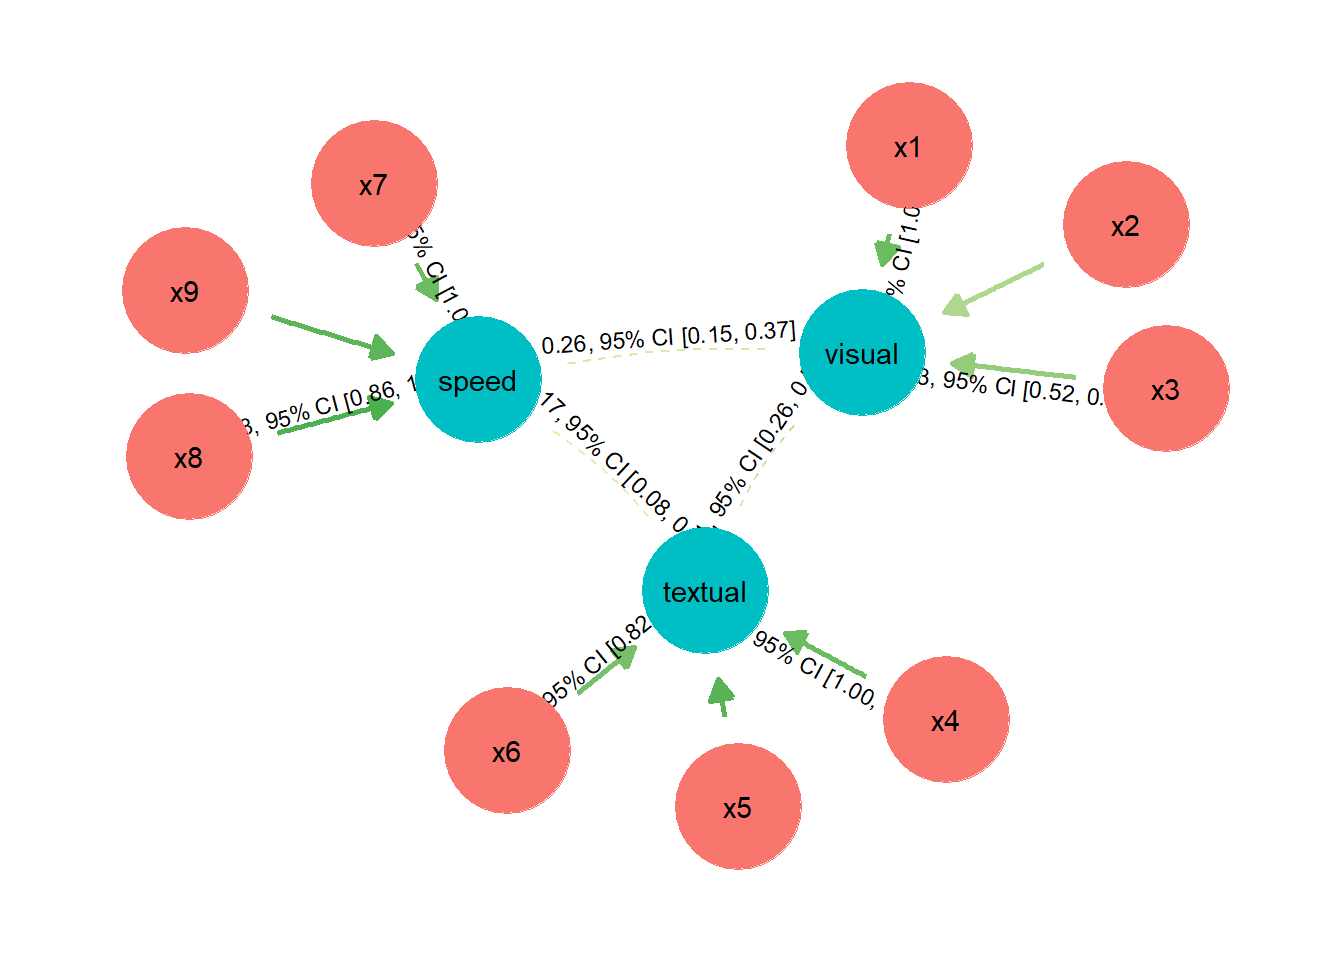 x1
x7
x2
5% CI [1.0
% CI [1.0
x9
0.26, 95% CI [0.15, 0.37]
visual
speed
3, 95% CI [0.52, 0.
x3
3, 95% CI [0.86, 1
x8
17, 95% CI [0.08, 0.
95% CI [0.26, 0.
textual
95% CI [0.82
95% CI [1.00,
x4
x6
x5